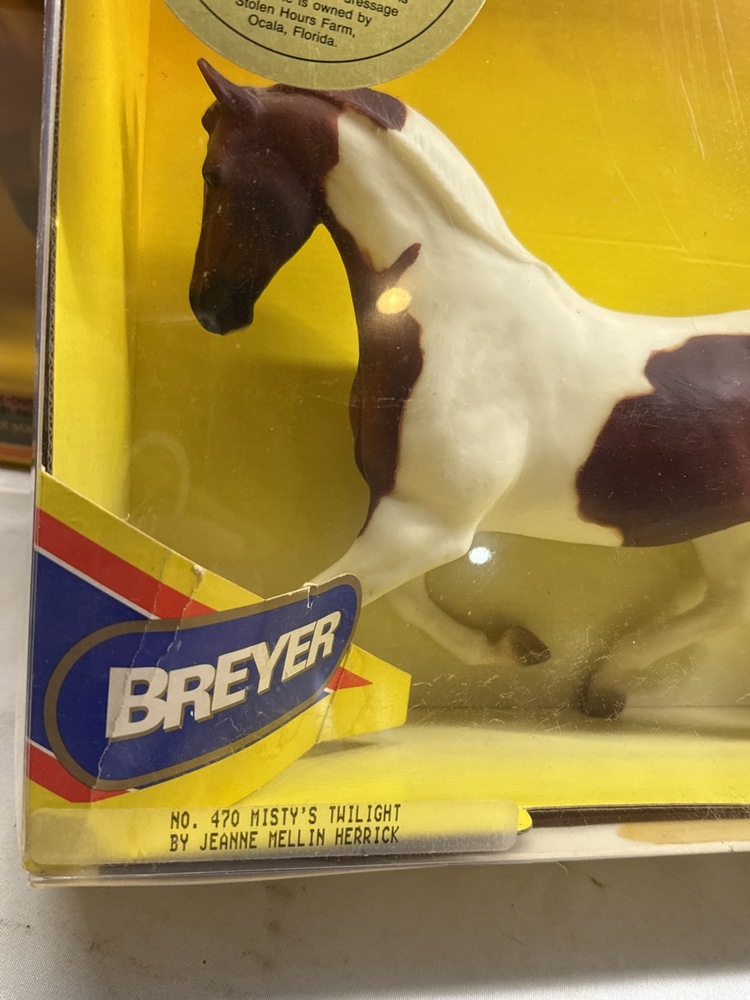 dressage
is owned by
Stolen Hours Farm,
Ocala, Florida.
BREYER
NO. 470 MISTY'S TWILIGHT
BY JEANNE MELLIN HERRICK